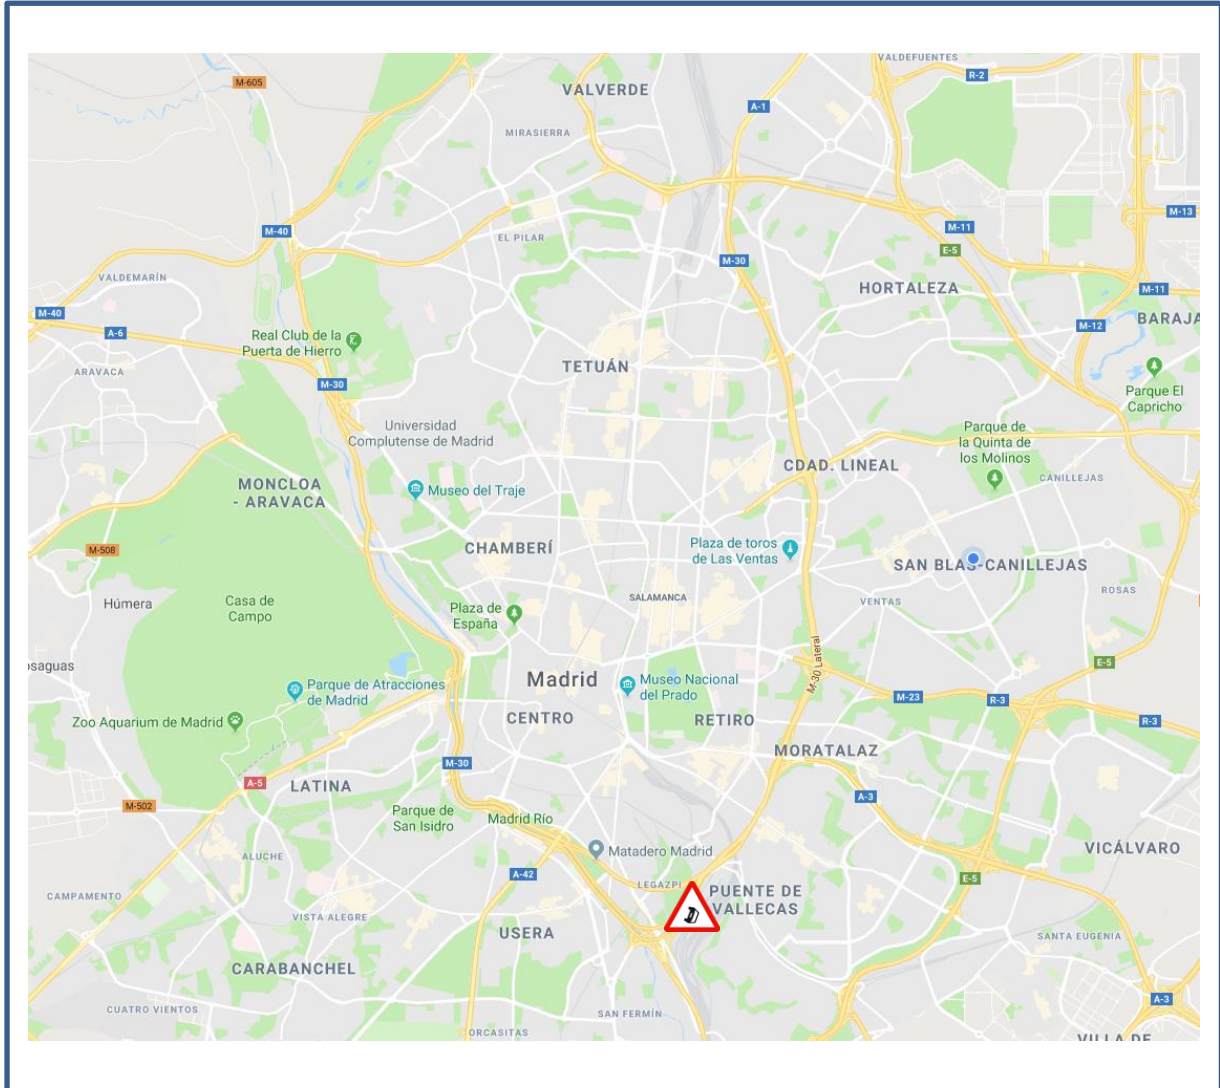 VALDEFUENTES
R-2
M-605
VALVERDE
A-1
MIRASIERRA
M-40
EL PILAR
M-13
M-11
E-5
M-30
VALDEMARÍN
HORTALEZA
M-11
M-40
A-6
BARAJA
M-12
Real Club de la
Puerta de Hierro
TETUÁN
ARAVACA
M-30
Parque El
Capricho
Universidad
Complutense de Madrid
Parque de
la Quinta de
los Molinos
CDAD. LINEAL
CANILLEJAS
MONCLOA
- ARAVACA
Museo del Traje
M-508
CHAMBERÍ
Plaza de toros
de Las Ventas
SAN BLAS-CANILLEJAS
Húmera
Casa de
Campo
Plaza de
España
SALAMANCA
VENTAS
ROSAS
osaguas
M-30 Lateral
E-5
Parque de Atracciones
de Madrid
Madrid
Museo Nacional
del Prado
M-23
R-3
Zoo Aquarium de Madrid
CENTRO
RETIRO
R-3
MORATALAZ
M-30
A-5
LATINA
A-3
M-502
Parque de
San Isidro
Madrid Río
Matadero Madrid
VICÁLVARO
ALUCHE
A-42
LEGAZPI
E-5
PUENTE DE
VALLECAS
CAMPAMENTO
VISTA ALEGRE
USERA
SANTA EUGENIA
CARABANCHEL
CUATRO VIENTOS
SAN FERMÍN
A-3
ORCASITAS
VILLA DE